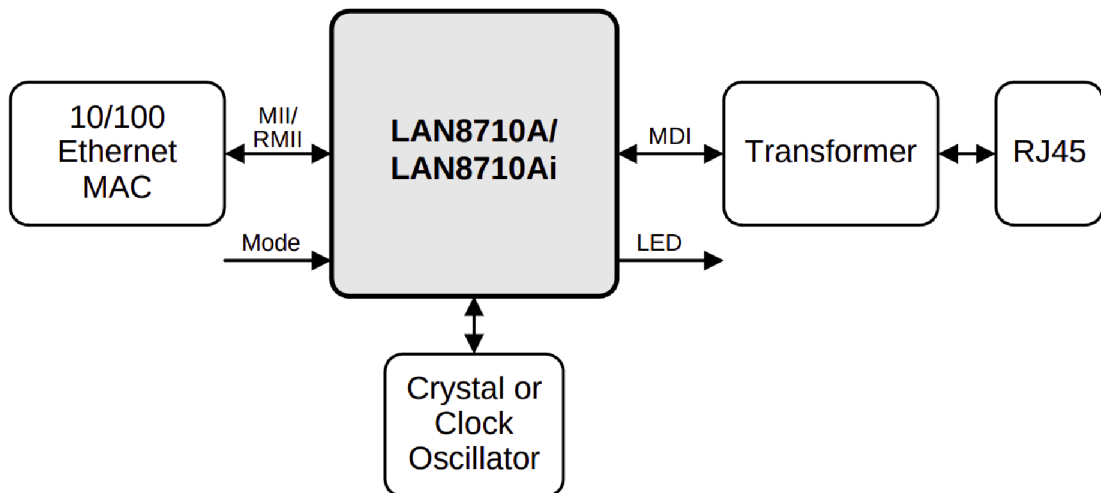 10/100
Ethernet
MAC
MII/
RMII
Mode
LAN8710A/
LAN8710Ai
MDI
LED
Transformer
RJ45
Crystal or
Clock
Oscillator